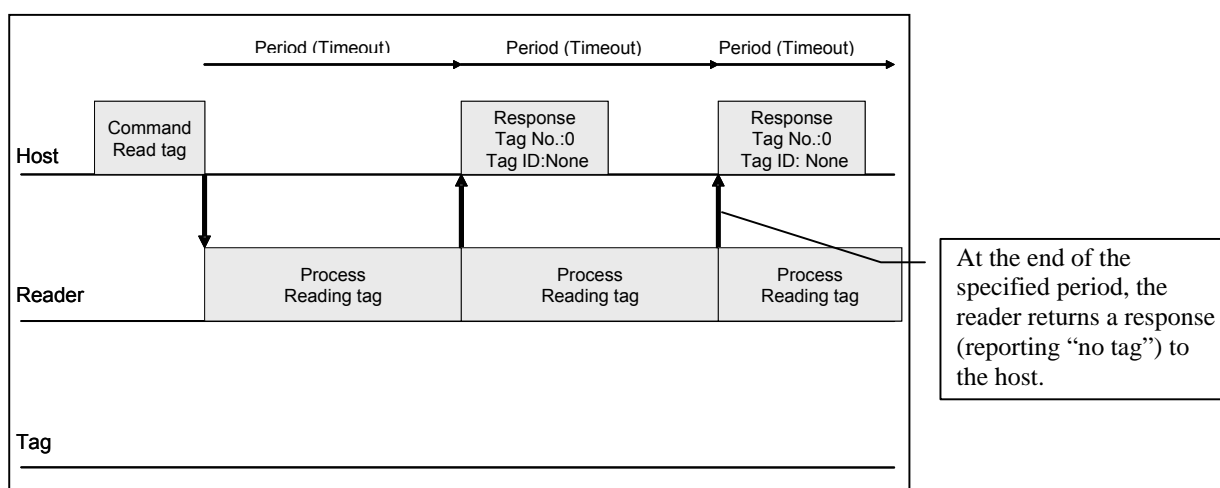 Period (Timeout)
Period (Timeout)
Period (Timeout)
Host
Command
Read tag
Response
Tag No.:0
Tag ID:None
Response
Tag No.:0
Tag ID: None
Reader
Process
Reading tag
Process
Reading tag
Process
Reading tag
At the end of the
specified period, the
reader returns a response
(reporting “no tag”) to
the host.
Tag